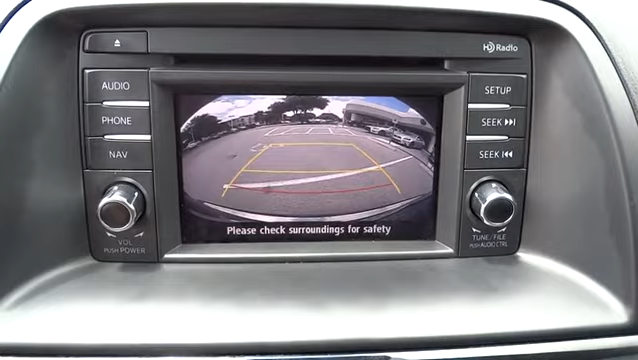 HD Radio
AUDIO
PHONE
NAV
VOL
PUSH POWER
SETUP
SEEK
SEEK
TUNE/FILE
PUSH AUDIO CTRL
Please check surroundings for safety